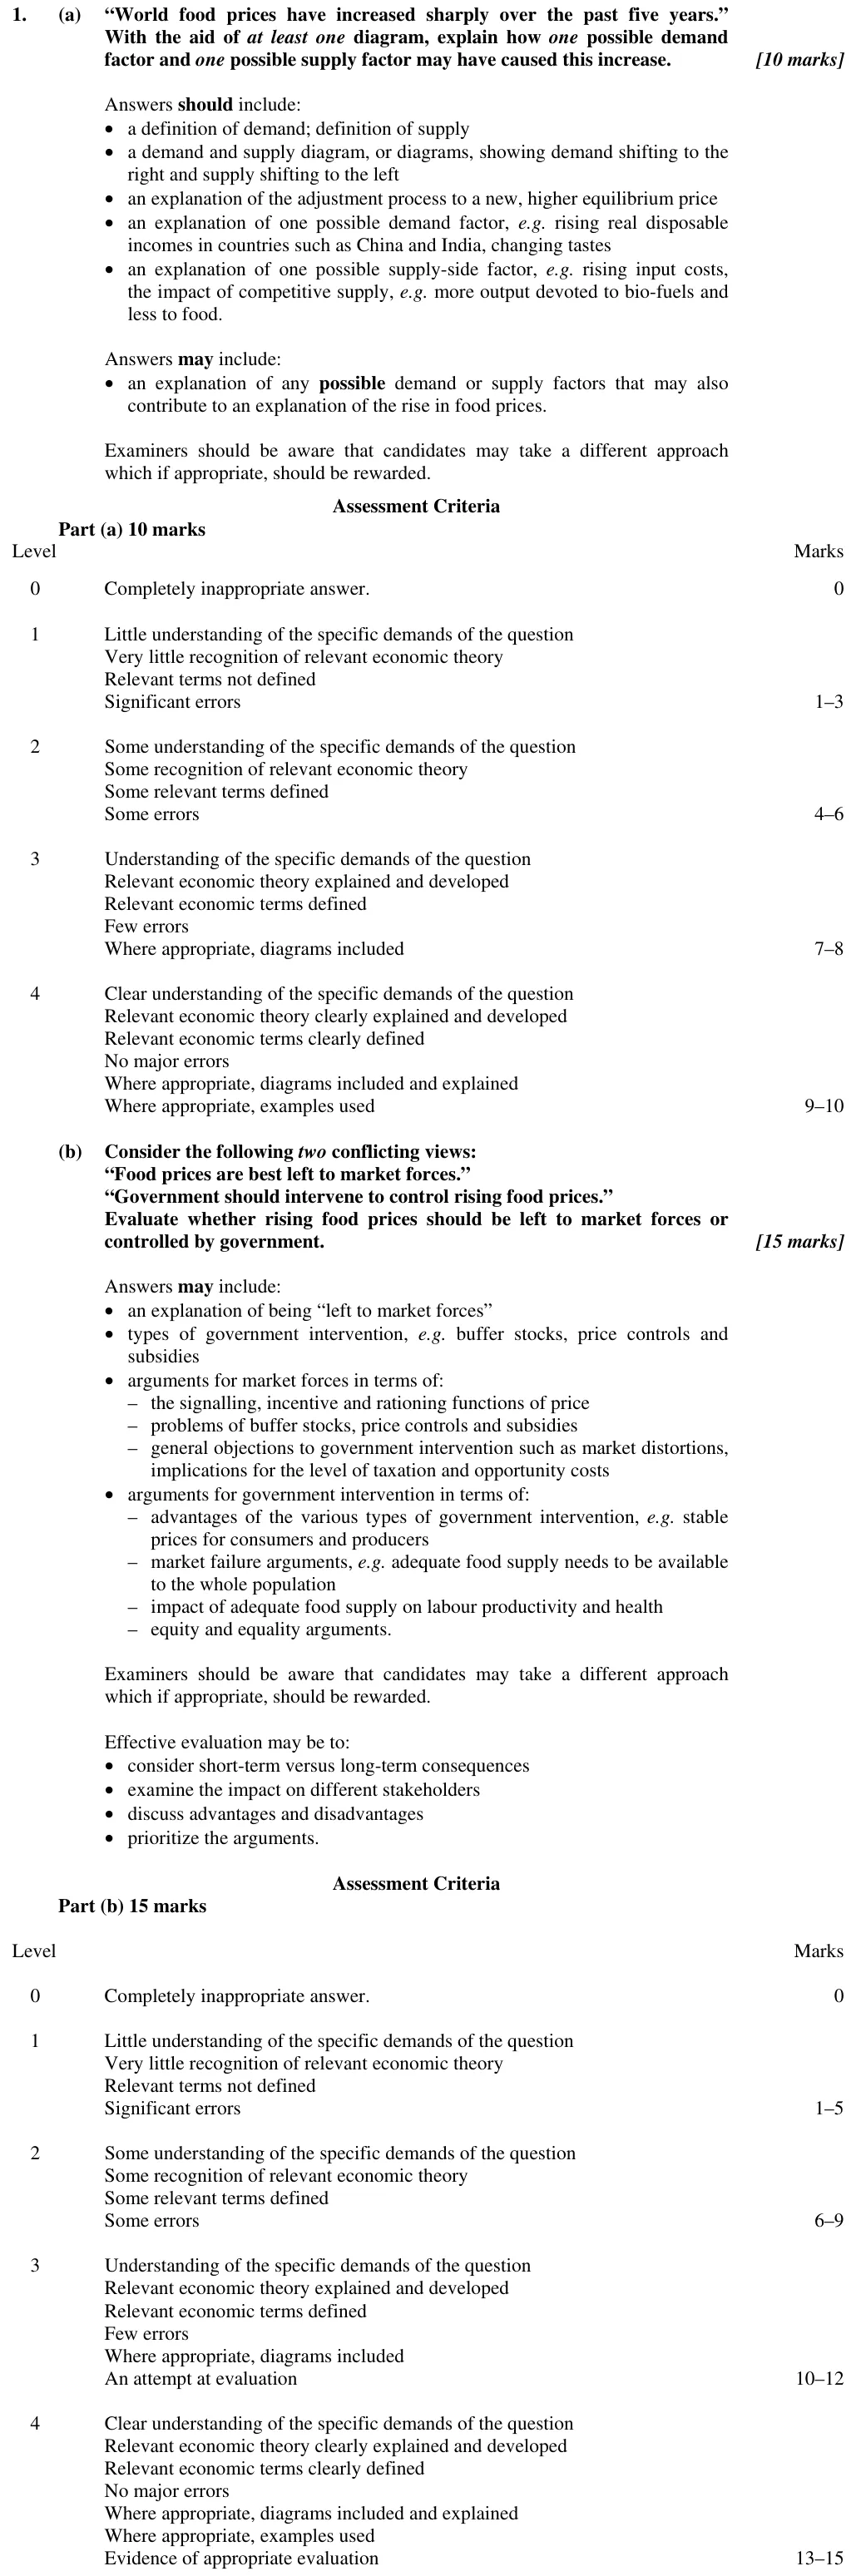 1. (a) “World food prices have increased sharply over the past five years.”
With the aid of at least one diagram, explain how one possible demand
factor and one possible supply factor may have caused this increase. [10 marks]
Answers should include:
• a definition of demand; definition of supply
• a demand and supply diagram, or diagrams, showing demand shifting to the
right and supply shifting to the left
• an explanation of the adjustment process to a new, higher equilibrium price
• an explanation of one possible demand factor, e.g. rising real disposable
incomes in countries such as China and India, changing tastes
• an explanation of one possible supply-side factor, e.g. rising input costs,
the impact of competitive supply, e.g. more output devoted to bio-fuels and
less to food.
Answers may include:
• an explanation of any possible demand or supply factors that may also
contribute to an explanation of the rise in food prices.
Examiners should be aware that candidates may take a different approach
which if appropriate, should be rewarded.
Assessment Criteria
Part (a) 10 marks
Level Marks
0 Completely inappropriate answer. 0
1 Little understanding of the specific demands of the question
Very little recognition of relevant economic theory
Relevant terms not defined
Significant errors 1–3
2 Some understanding of the specific demands of the question
Some recognition of relevant economic theory
Some relevant terms defined
Some errors 4–6
3 Understanding of the specific demands of the question
Relevant economic theory explained and developed
Relevant economic terms defined
Few errors
Where appropriate, diagrams included 7–8
4 Clear understanding of the specific demands of the question
Relevant economic theory clearly explained and developed
Relevant economic terms clearly defined
No major errors
Where appropriate, diagrams included and explained
Where appropriate, examples used 9–10
(b) Consider the following two conflicting views:
“Food prices are best left to market forces.”
“Government should intervene to control rising food prices.”
Evaluate whether rising food prices should be left to market forces or
controlled by government. [15 marks]
Answers may include:
• an explanation of being “left to market forces”
• types of government intervention, e.g. buffer stocks, price controls and
subsidies
• arguments for market forces in terms of:
– the signalling, incentive and rationing functions of price
– problems of buffer stocks, price controls and subsidies
– general objections to government intervention such as market distortions,
implications for the level of taxation and opportunity costs
• arguments for government intervention in terms of:
– advantages of the various types of government intervention, e.g. stable
prices for consumers and producers
– market failure arguments, e.g. adequate food supply needs to be available
to the whole population
– impact of adequate food supply on labour productivity and health
– equity and equality arguments.
Examiners should be aware that candidates may take a different approach
which if appropriate, should be rewarded.
Effective evaluation may be to:
• consider short-term versus long-term consequences
• examine the impact on different stakeholders
• discuss advantages and disadvantages
• prioritize the arguments.
Assessment Criteria
Part (b) 15 marks
Level Marks
0 Completely inappropriate answer. 0
1 Little understanding of the specific demands of the question
Very little recognition of relevant economic theory
Relevant terms not defined
Significant errors 1–5
2 Some understanding of the specific demands of the question
Some recognition of relevant economic theory
Some relevant terms defined
Some errors 6–9
3 Understanding of the specific demands of the question
Relevant economic theory explained and developed
Relevant economic terms defined
Few errors
Where appropriate, diagrams included
An attempt at evaluation 10–12
4 Clear understanding of the specific demands of the question
Relevant economic theory clearly explained and developed
Relevant economic terms clearly defined
No major errors
Where appropriate, diagrams included and explained
Where appropriate, examples used
Evidence of appropriate evaluation 13–15